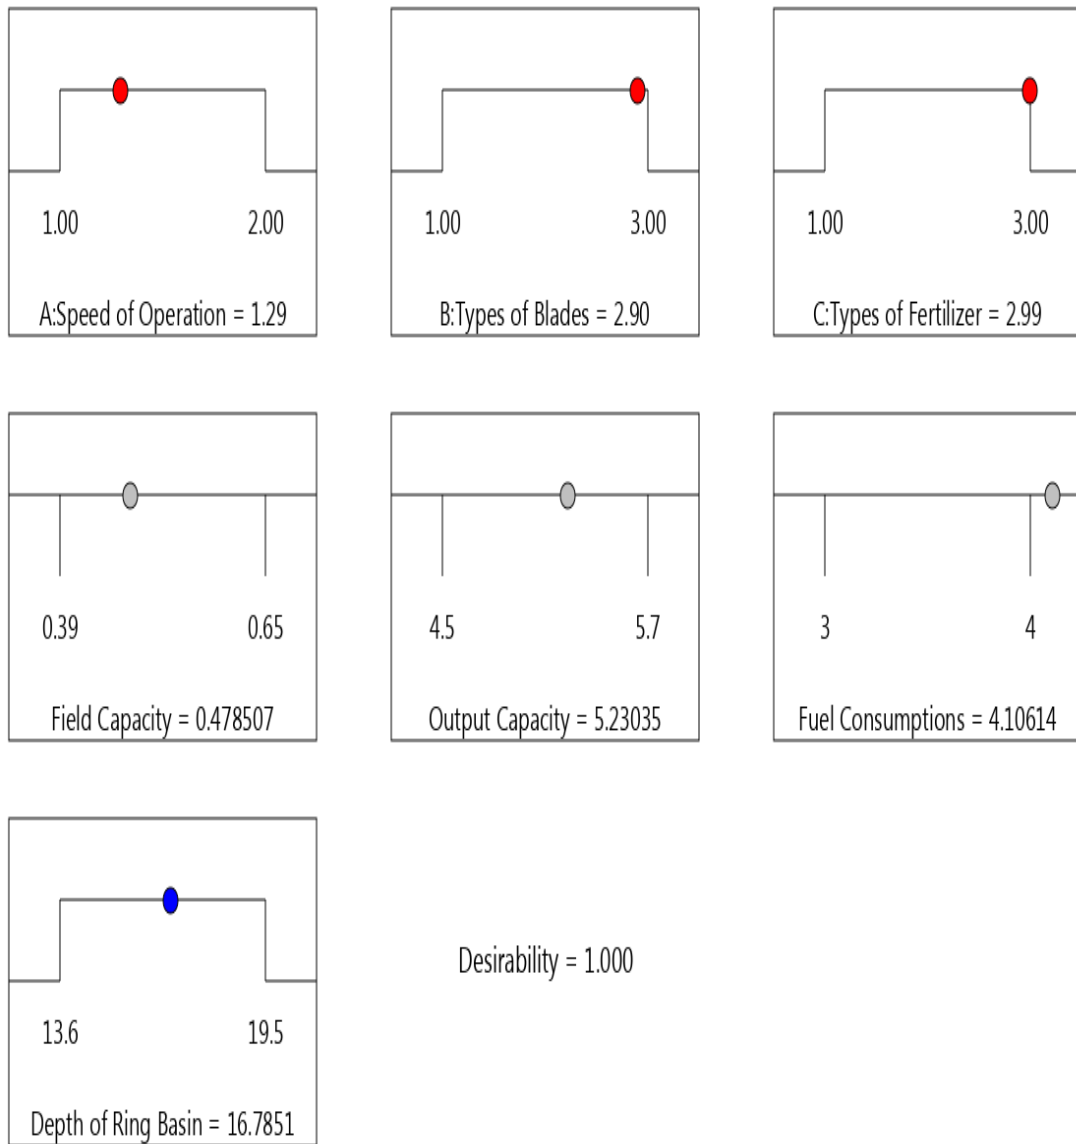 1.00 2.00
A:Speed of Operation = 1.29
1.00 3.00
B:Types of Blades = 2.90
1.00 3.00
C:Types of Fertilizer = 2.99
0.39 0.65
Field Capacity = 0.478507
4.5 5.7
Output Capacity = 5.23035
3 4
Fuel Consumptions = 4.10614
13.6 19.5
Depth of Ring Basin = 16.7851
Desirability = 1.000